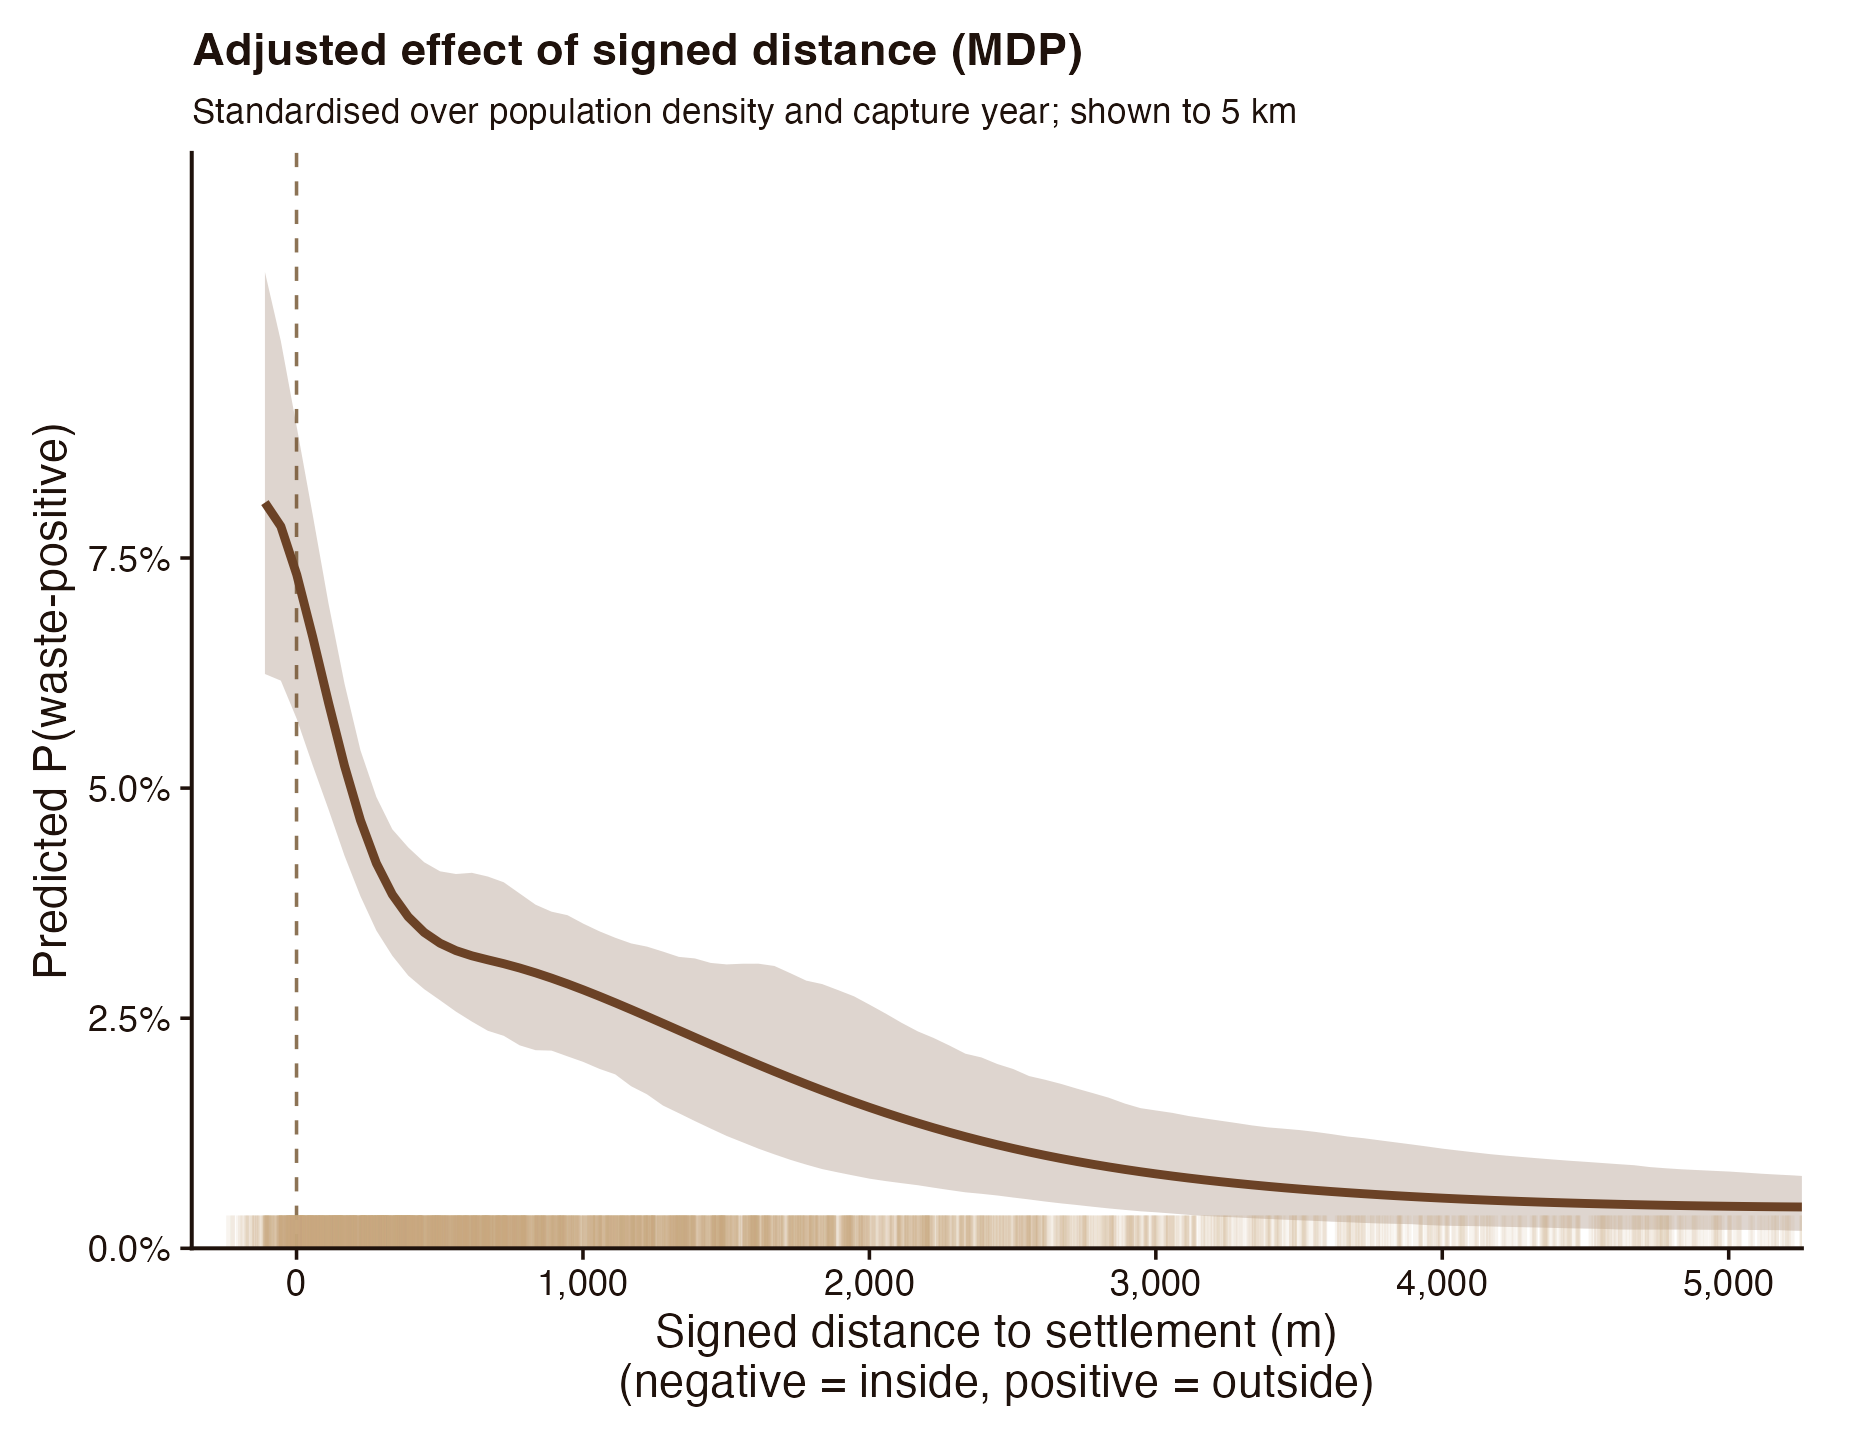 Adjusted effect of signed distance (MDP)
Standardised over population density and capture year; shown to 5 km
Predicted P(waste-positive)
7.5%
5.0%
2.5%
0.0%
0
1,000
2,000
3,000
4,000
5,000
Signed distance to settlement (m)
(negative = inside, positive = outside)